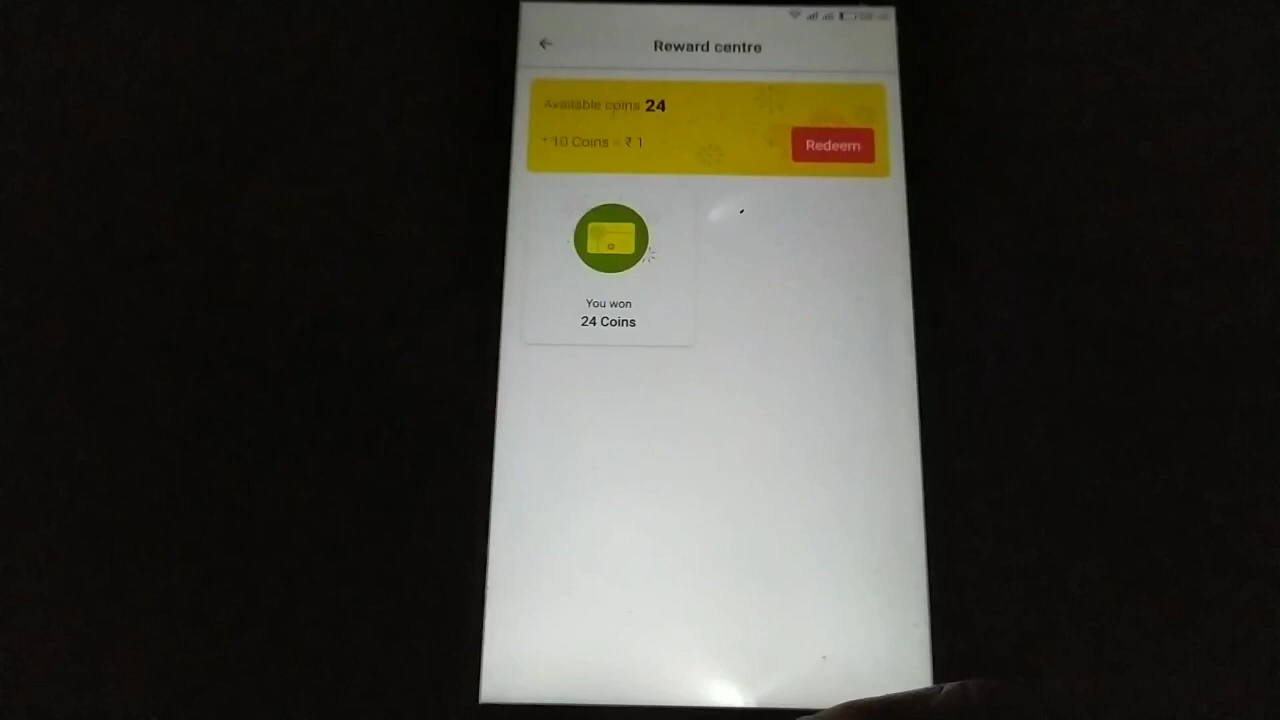 Reward centre
Available coins 24
* 10 Coins = ₹ 1
Redeem
You won
24 Coins